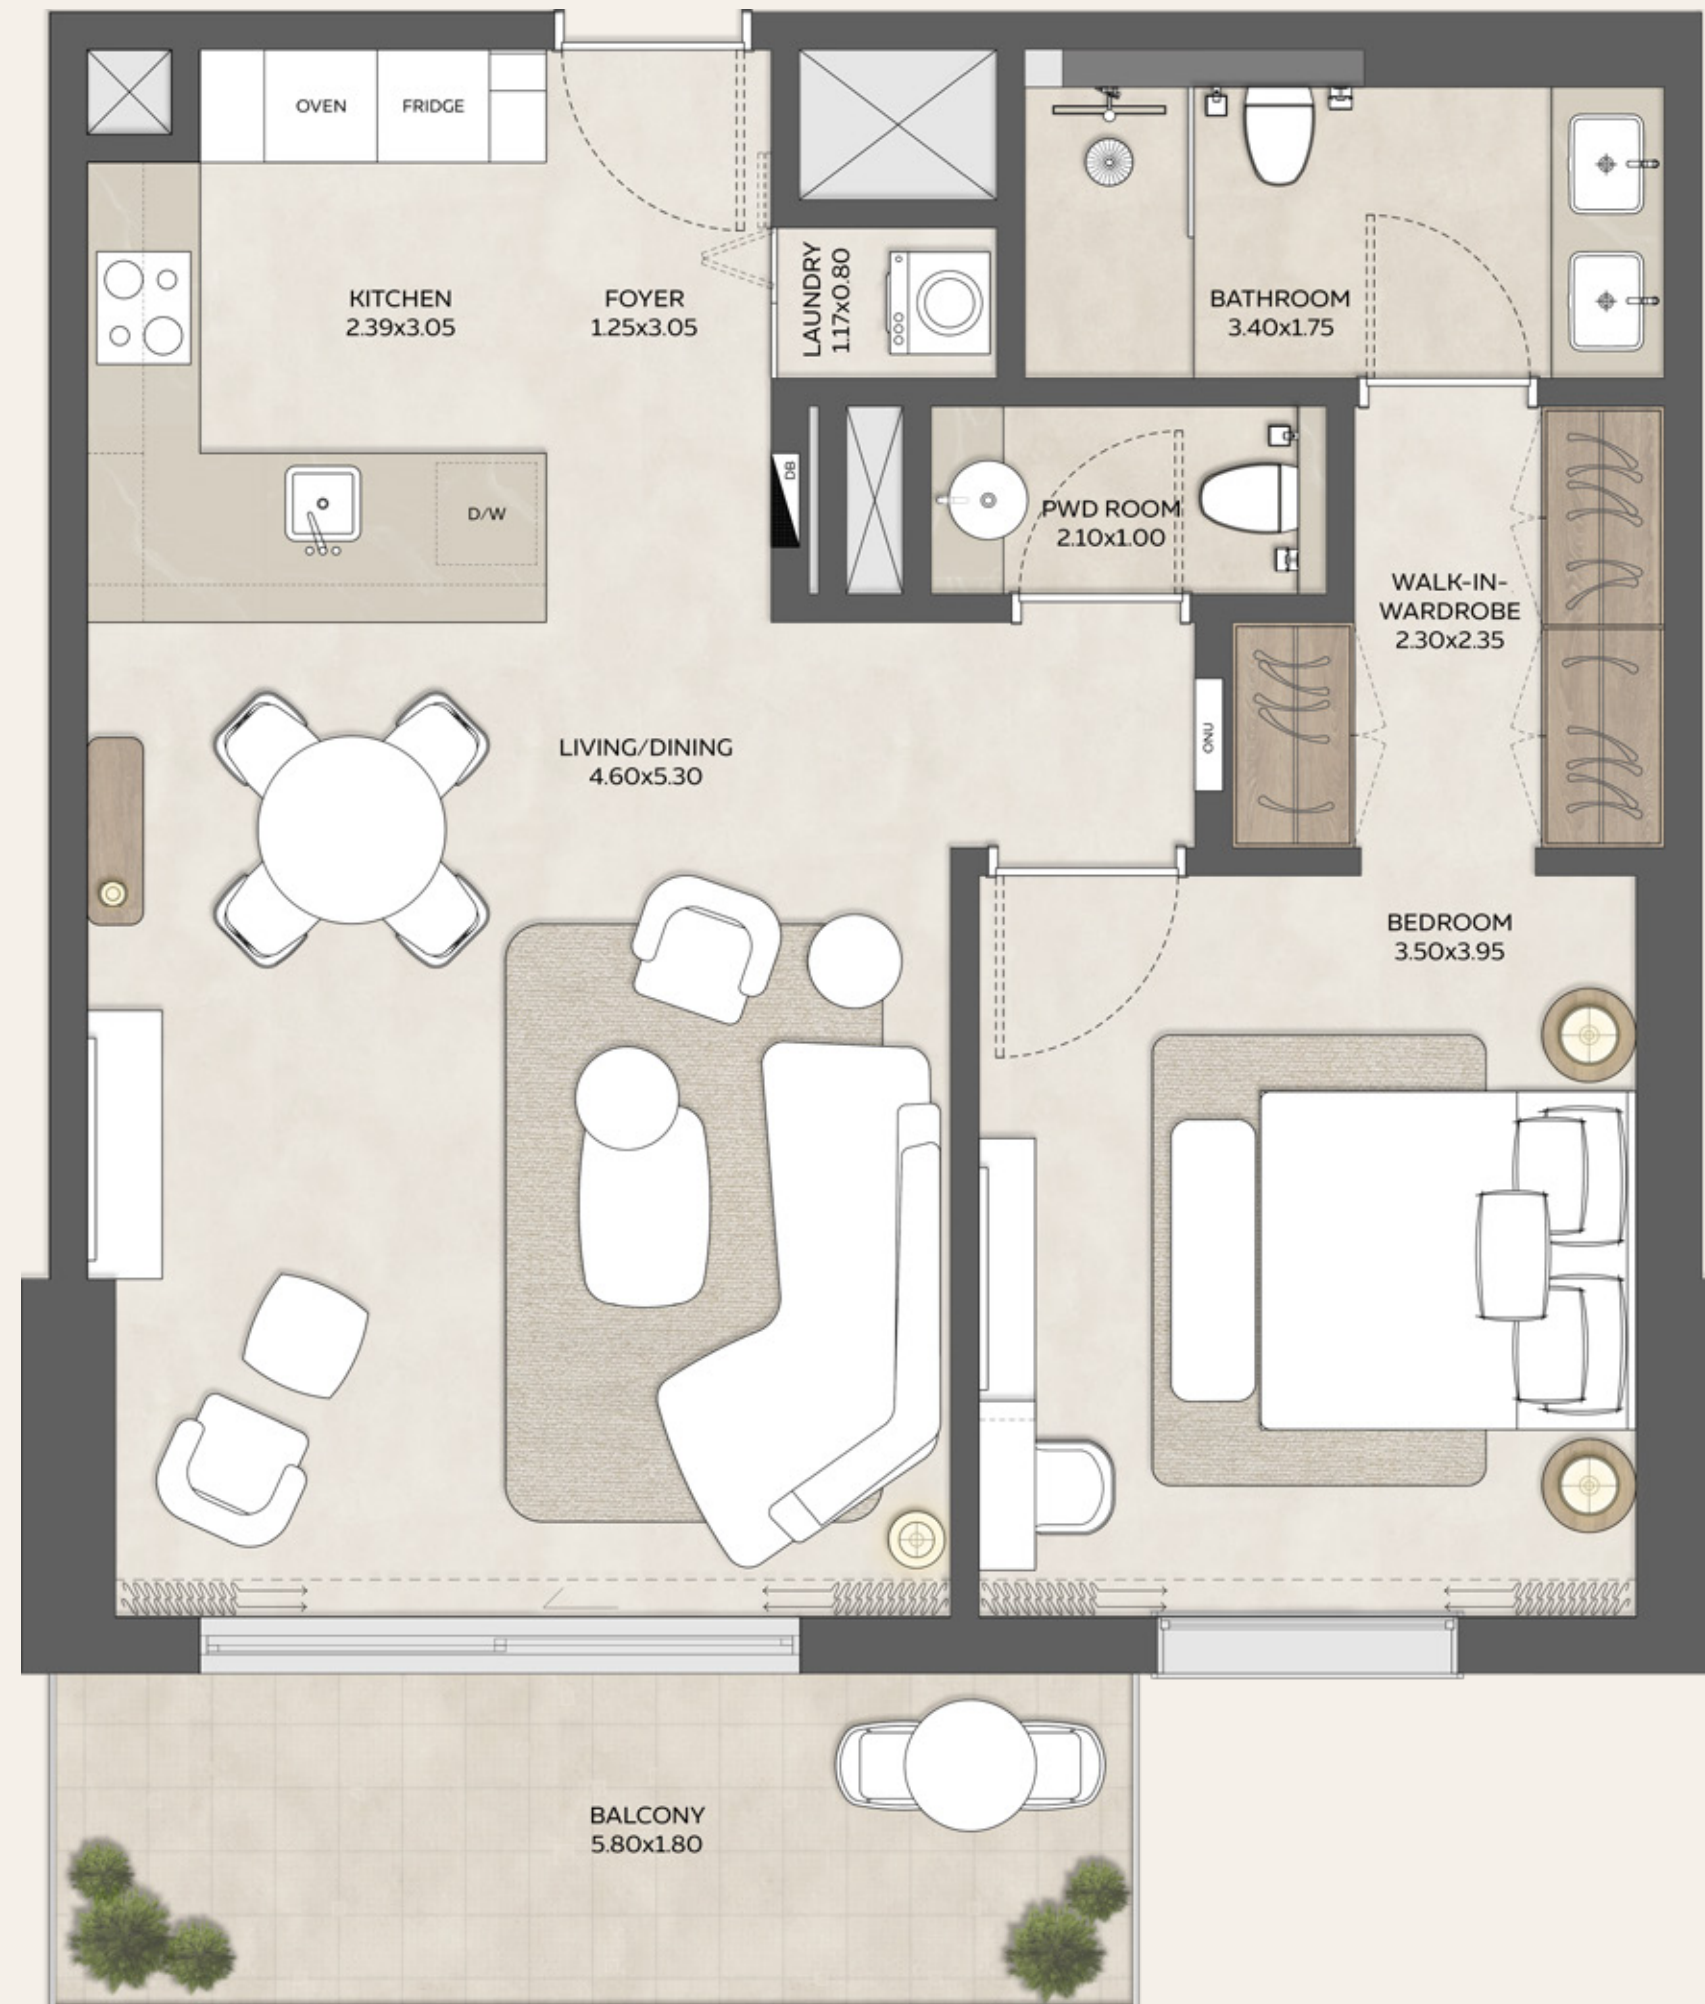 OVEN
FRIDGE
KITCHEN
2.39x3.05
FOYER
1.25x3.05
LAUNDRY
1.17x0.80
BATHROOM
3.40x1.75
DB
D/W
PWD ROOM
2.10x1.00
WALK-IN-
WARDROBE
2.30x2.35
ONU
LIVING/DINING
4.60x5.30
BEDROOM
3.50x3.95
BALCONY
5.80x1.80